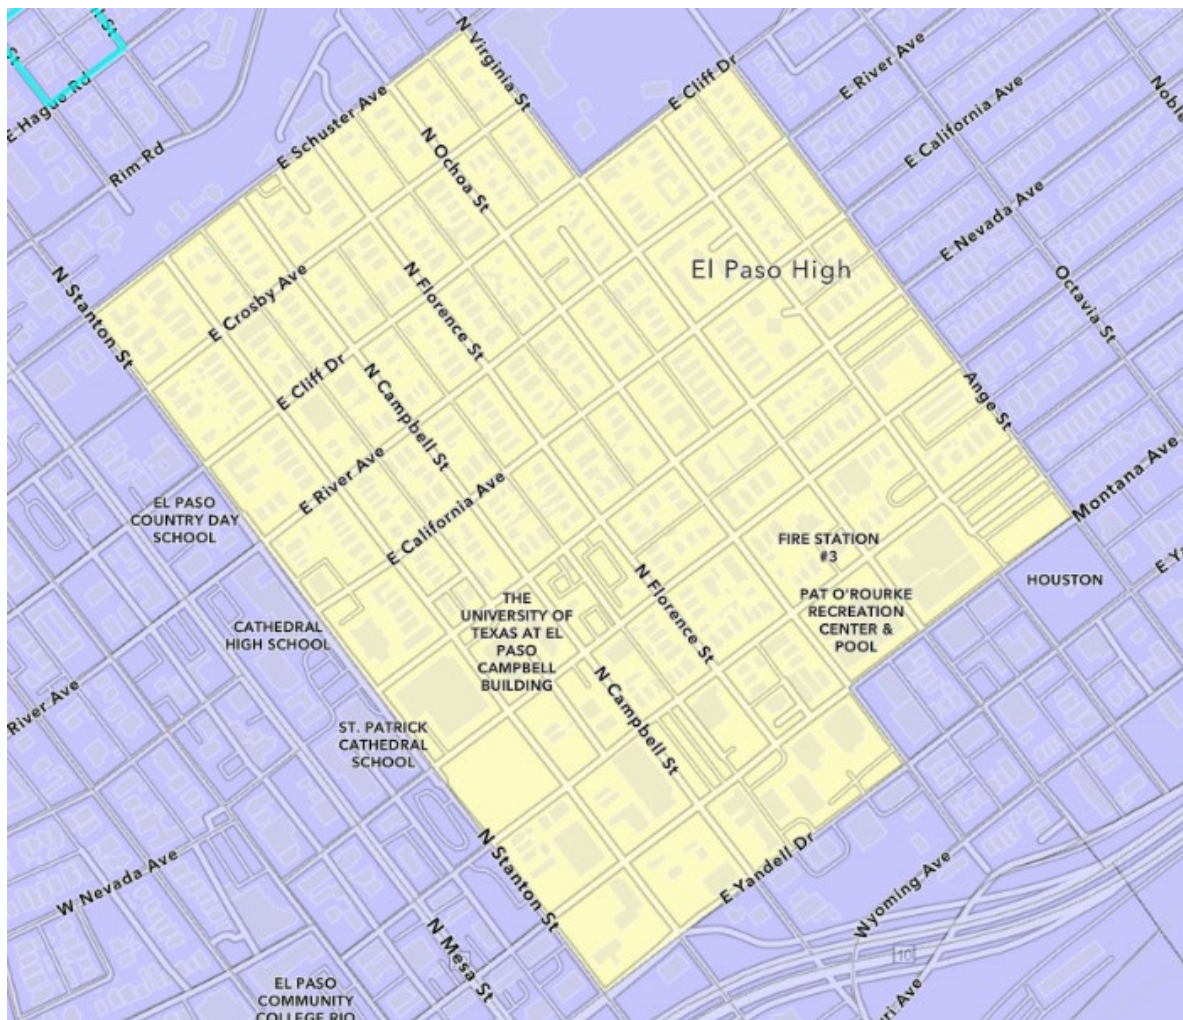 N Virginia St
E Cliff Dr
E River Ave
E California Ave
E Hague Rd
Rim Rd
E Schuster Ave
N Ochoa St
E Nevada Ave
El Paso High
N Stanton St
E Crosby Ave
N Florence St
Octavia St
E Cliff Dr
N Campbell St
Ange St
E River Ave
E California Ave
Montana Ave
EL PASO
COUNTRY DAY
SCHOOL
FIRE STATION
#3
HOUSTON
N Florence St
PAT O'ROURKE
RECREATION
CENTER &
POOL
THE
UNIVERSITY OF
TEXAS AT EL
PASO
CAMPBELL
BUILDING
CATHEDRAL
HIGH SCHOOL
River Ave
N Campbell St
ST. PATRICK
CATHEDRAL
SCHOOL
N Stanton St
E Yandell Dr
W Nevada Ave
Wyoming Ave
N Mesa St
10
EL PASO
COMMUNITY
COLLEGE RIO